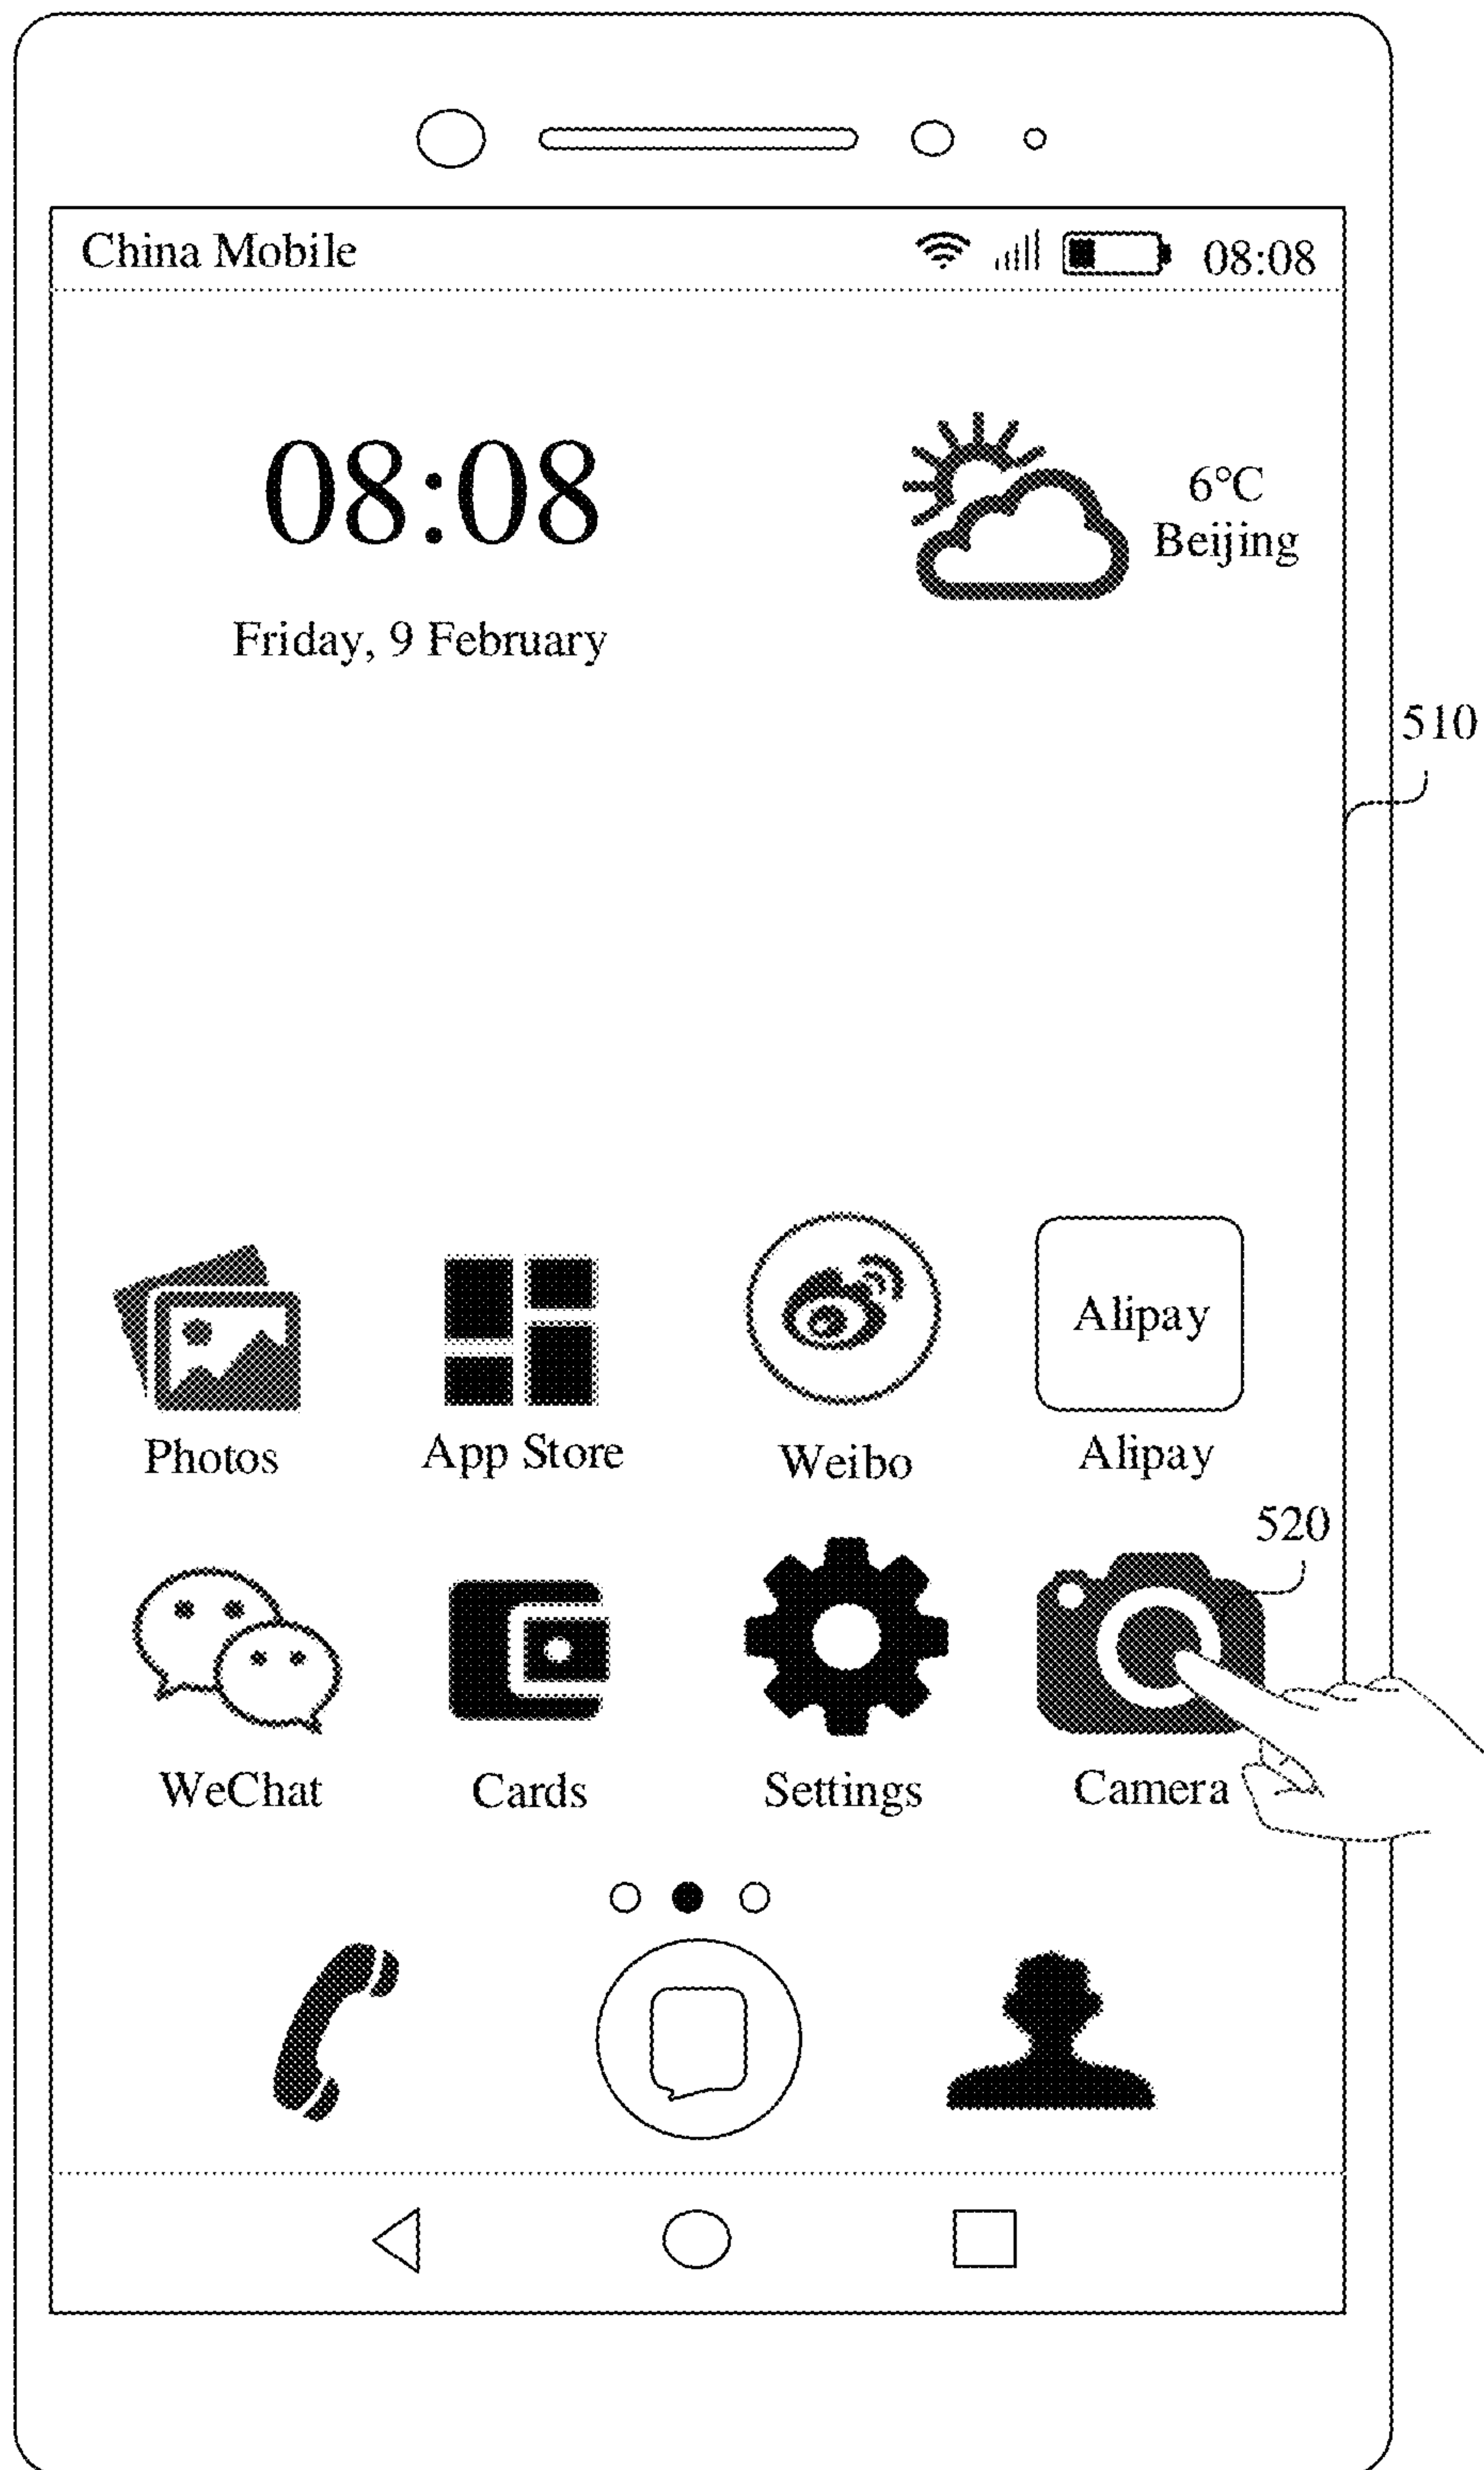 China Mobile 08:08
08:08
6°C
Beijing
Friday, 9 February
510
Alipay
Photos App Store Weibo Alipay
520
WeChat Cards Settings Camera